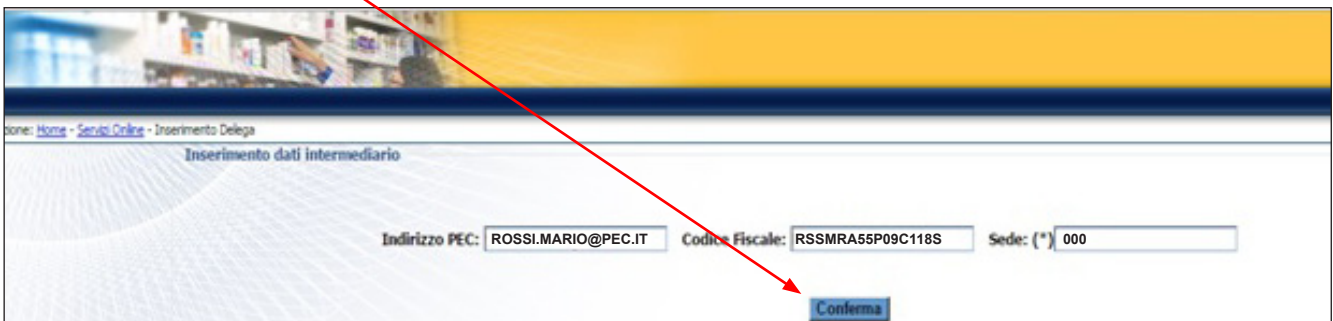 zione: Home - Servizi Online - Inserimento Delega
Inserimento dati intermediario
Indirizzo PEC: ROSSI.MARIO@PEC.IT Codice Fiscale: RSSMRA55P09C118S Sede: (*) 000
Conferma